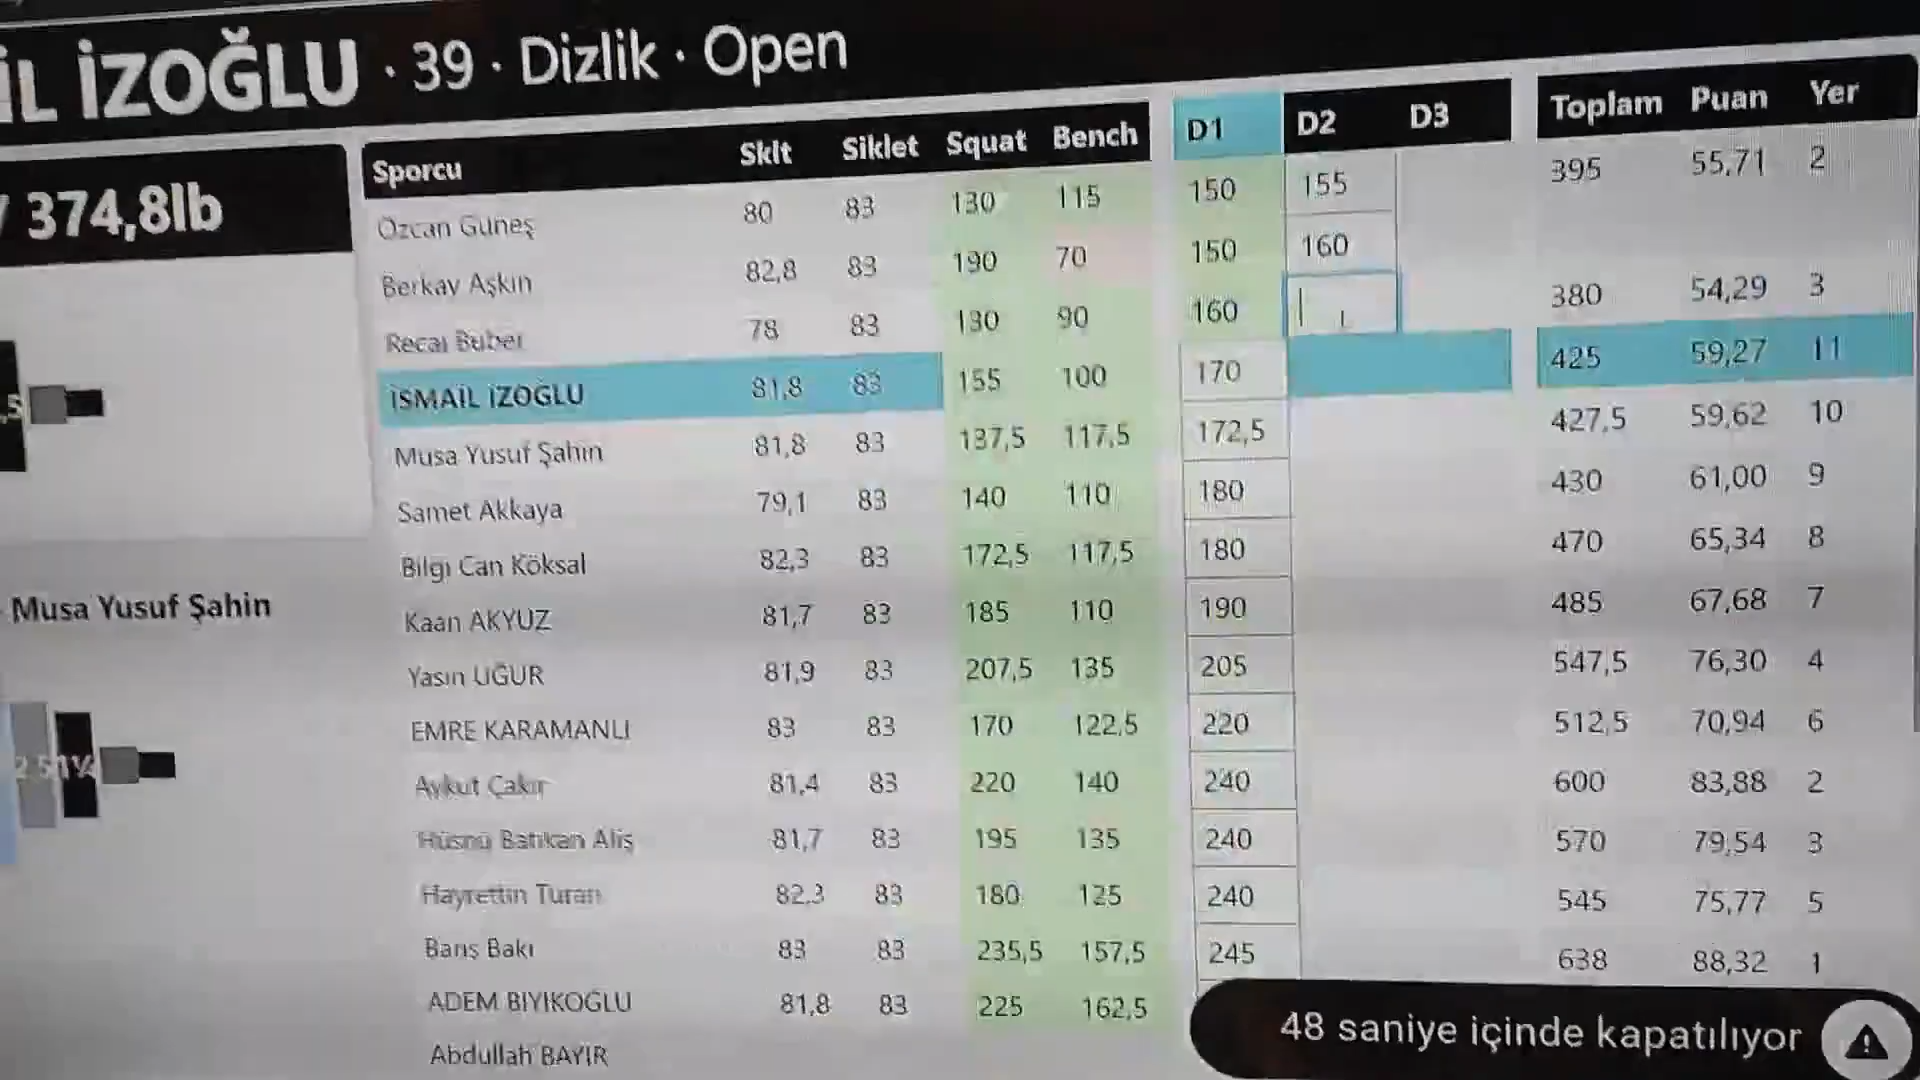 İL İZOĞLU · 39 · Dizlik · Open
/ 374,8lb
Sporcu Sklt Siklet Squat Bench D1 D2 D3 Toplam Puan Yer
Özcan Güneş 80 83 130 115 150 155 395 55,71 2
Berkay Aşkın 82,8 83 190 70 150 160
Recai Buber 78 83 130 90 160 380 54,29 3
İSMAİL İZOĞLU 81,8 83 155 100 170 425 59,27 11
Musa Yusuf Şahin 81,8 83 137,5 117,5 172,5 427,5 59,62 10
Samet Akkaya 79,1 83 140 110 180 430 61,00 9
Bilgi Can Köksal 82,3 83 172,5 117,5 180 470 65,34 8
Kaan AKYUZ 81,7 83 185 110 190 485 67,68 7
Yasın UĞUR 81,9 83 207,5 135 205 547,5 76,30 4
EMRE KARAMANLI 83 83 170 122,5 220 512,5 70,94 6
Aykut Çakır 81,4 83 220 140 240 600 83,88 2
Hüsnü Batıkan Aliş 81,7 83 195 135 240 570 79,54 3
Hayrettin Turan 82,3 83 180 125 240 545 75,77 5
Barış Bakı 83 83 235,5 157,5 245 638 88,32 1
ADEM BIYIKOGLU 81,8 83 225 162,5
Abdullah BAYIR
Musa Yusuf Şahin
48 saniye içinde kapatılıyor